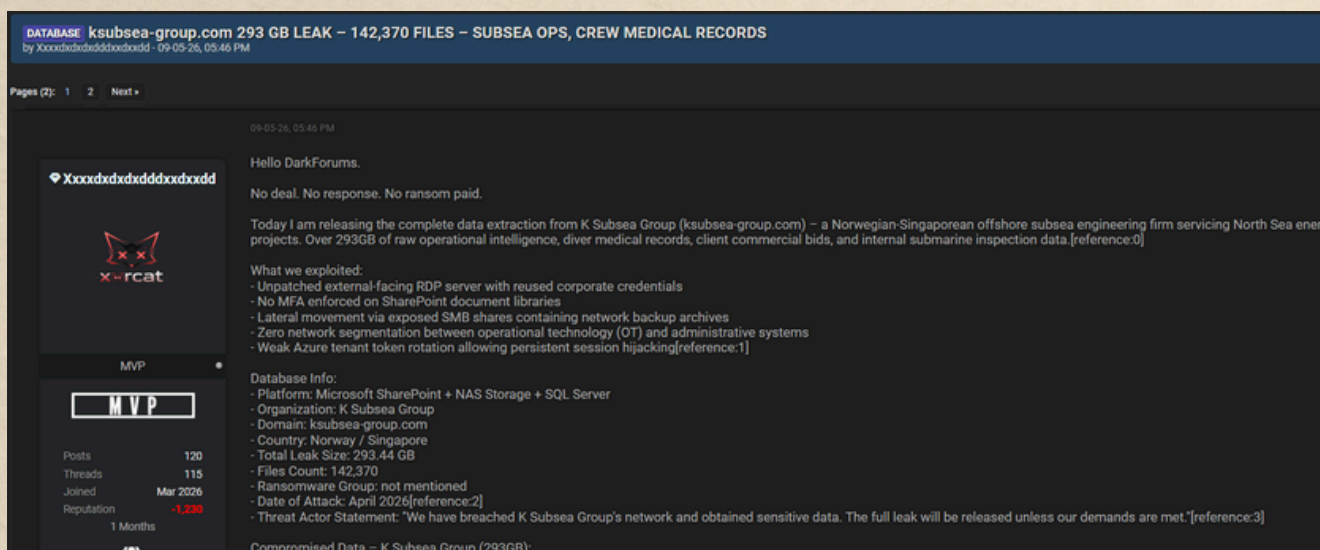 DATABASE ksubsea-group.com 293 GB LEAK – 142,370 FILES – SUBSEA OPS, CREW MEDICAL RECORDS
by Xxxxdxdxdxdddxxdxxdd - 09-05-26, 05:46 PM
Pages (2): 1 2 Next »
09-05-26, 05:46 PM
Xxxxdxdxdxdddxxdxxdd
MVP
MVP
Posts 120
Threads 115
Joined Mar 2026
Reputation -1,230
1 Months
Hello DarkForums.
No deal. No response. No ransom paid.
Today I am releasing the complete data extraction from K Subsea Group (ksubsea-group.com) – a Norwegian-Singaporean offshore subsea engineering firm servicing North Sea
projects. Over 293GB of raw operational intelligence, diver medical records, client commercial bids, and internal submarine inspection data.[reference:0]
What we exploited:
- Unpatched external-facing RDP server with reused corporate credentials
- No MFA enforced on SharePoint document libraries
- Lateral movement via exposed SMB shares containing network backup archives
- Zero network segmentation between operational technology (OT) and administrative systems
- Weak Azure tenant token rotation allowing persistent session hijacking[reference:1]
Database Info:
- Platform: Microsoft SharePoint + NAS Storage + SQL Server
- Organization: K Subsea Group
- Domain: ksubsea-group.com
- Country: Norway / Singapore
- Total Leak Size: 293.44 GB
- Files Count: 142,370
- Ransomware Group: not mentioned
- Date of Attack: April 2026[reference:2]
- Threat Actor Statement: "We have breached K Subsea Group's network and obtained sensitive data. The full leak will be released unless our demands are met."[reference:3]
Compromised Data – K Subsea Group (293GB):